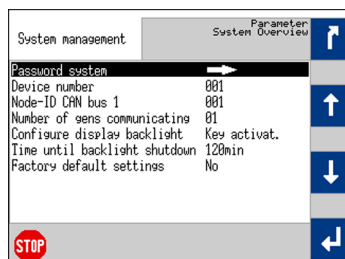 System management
Parameter
System Overview
Password system
Device number 001
Node-ID CAN bus 1 001
Number of gens communicating 01
Configure display backlight Key activat.
Time until backlight shutdown 120min
Factory default settings No
STOP